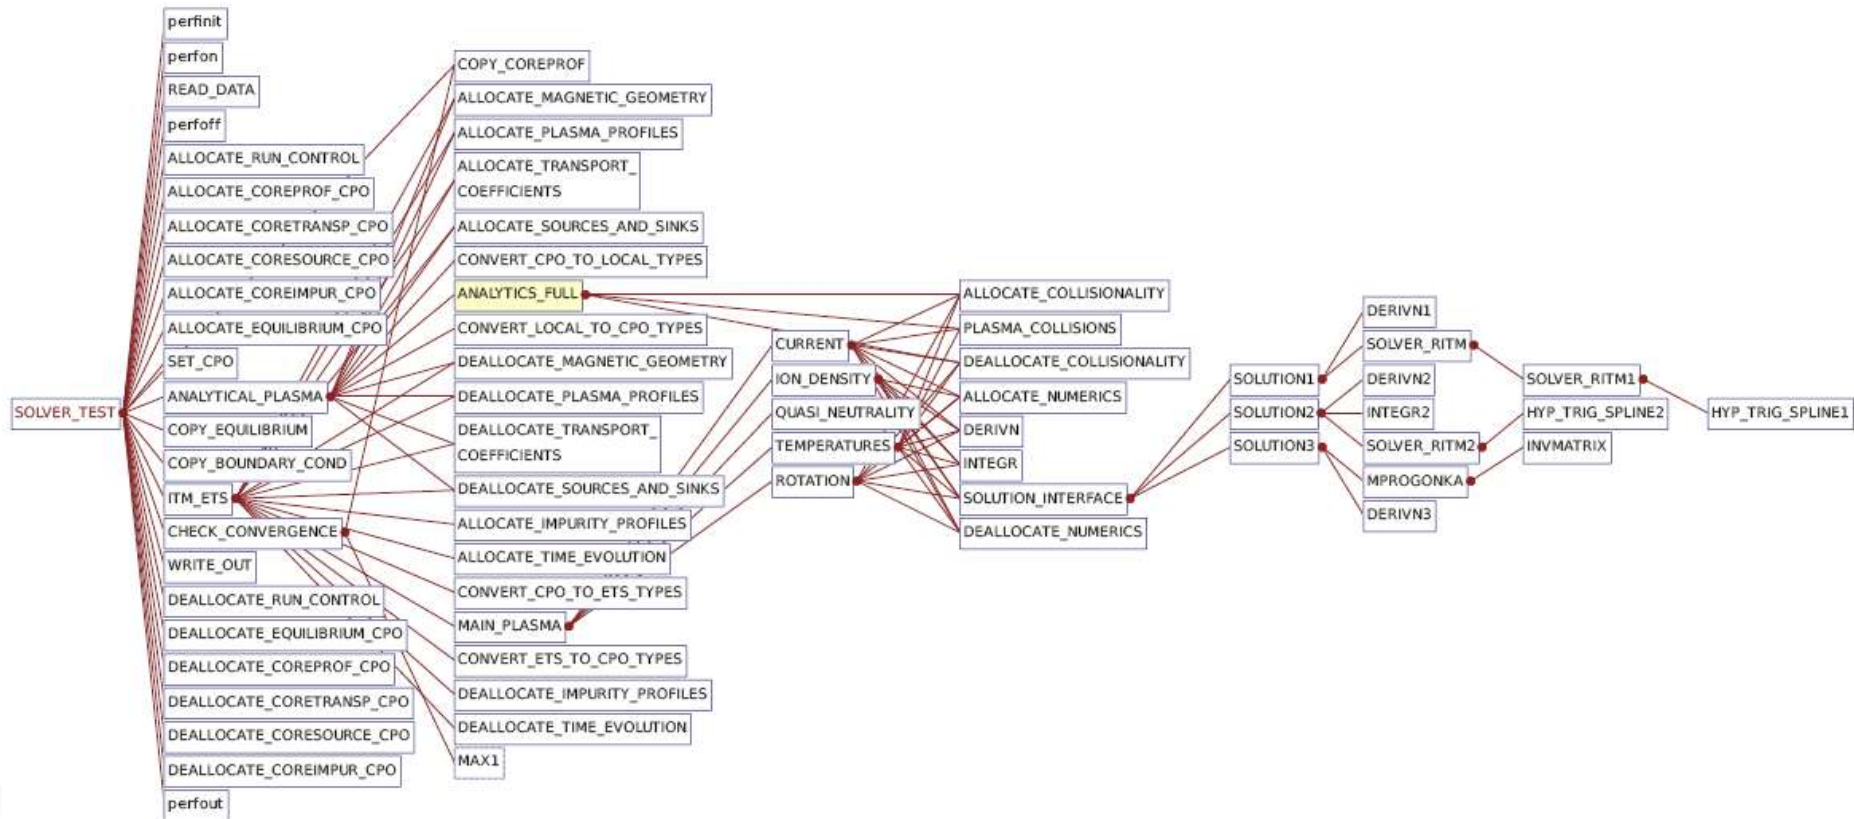 SOLVER_TEST
perfinit
perfon
READ_DATA
perfoff
ALLOCATE_RUN_CONTROL
ALLOCATE_COREPROF_CPO
ALLOCATE_CORETRANSP_CPO
ALLOCATE_CORESOURCE_CPO
ALLOCATE_COREIMPUR_CPO
ALLOCATE_EQUILIBRIUM_CPO
SET_CPO
ANALYTICAL_PLASMA
COPY_EQUILIBRIUM
COPY_BOUNDARY_COND
ITM_ETS
CHECK_CONVERGENCE
WRITE_OUT
DEALLOCATE_RUN_CONTROL
DEALLOCATE_EQUILIBRIUM_CPO
DEALLOCATE_COREPROF_CPO
DEALLOCATE_CORETRANSP_CPO
DEALLOCATE_CORESOURCE_CPO
DEALLOCATE_COREIMPUR_CPO
perfout
COPY_COREPROF
ALLOCATE_MAGNETIC_GEOMETRY
ALLOCATE_PLASMA_PROFILES
ALLOCATE_TRANSPORT_
COEFFICIENTS
ALLOCATE_SOURCES_AND_SINKS
CONVERT_CPO_TO_LOCAL_TYPES
ANALYTICS_FULL
CONVERT_LOCAL_TO_CPO_TYPES
DEALLOCATE_MAGNETIC_GEOMETRY
DEALLOCATE_PLASMA_PROFILES
DEALLOCATE_TRANSPORT_
COEFFICIENTS
DEALLOCATE_SOURCES_AND_SINKS
ALLOCATE_IMPURITY_PROFILES
ALLOCATE_TIME_EVOLUTION
CONVERT_CPO_TO_ETS_TYPES
MAIN_PLASMA
CONVERT_ETS_TO_CPO_TYPES
DEALLOCATE_IMPURITY_PROFILES
DEALLOCATE_TIME_EVOLUTION
MAX1
CURRENT
ION_DENSITY
QUASI_NEUTRALITY
TEMPERATURES
ROTATION
ALLOCATE_COLLISIONALITY
PLASMA_COLLISIONS
DEALLOCATE_COLLISIONALITY
ALLOCATE_NUMERICS
DERIVN
INTEGR
SOLUTION_INTERFACE
DEALLOCATE_NUMERICS
SOLUTION1
SOLUTION2
SOLUTION3
DERIVN1
SOLVER_RITM
DERIVN2
INTEGR2
SOLVER_RITM2
MPROGONKA
DERIVN3
SOLVER_RITM1
HYP_TRIG_SPLINE2
INVMATRIX
HYP_TRIG_SPLINE1